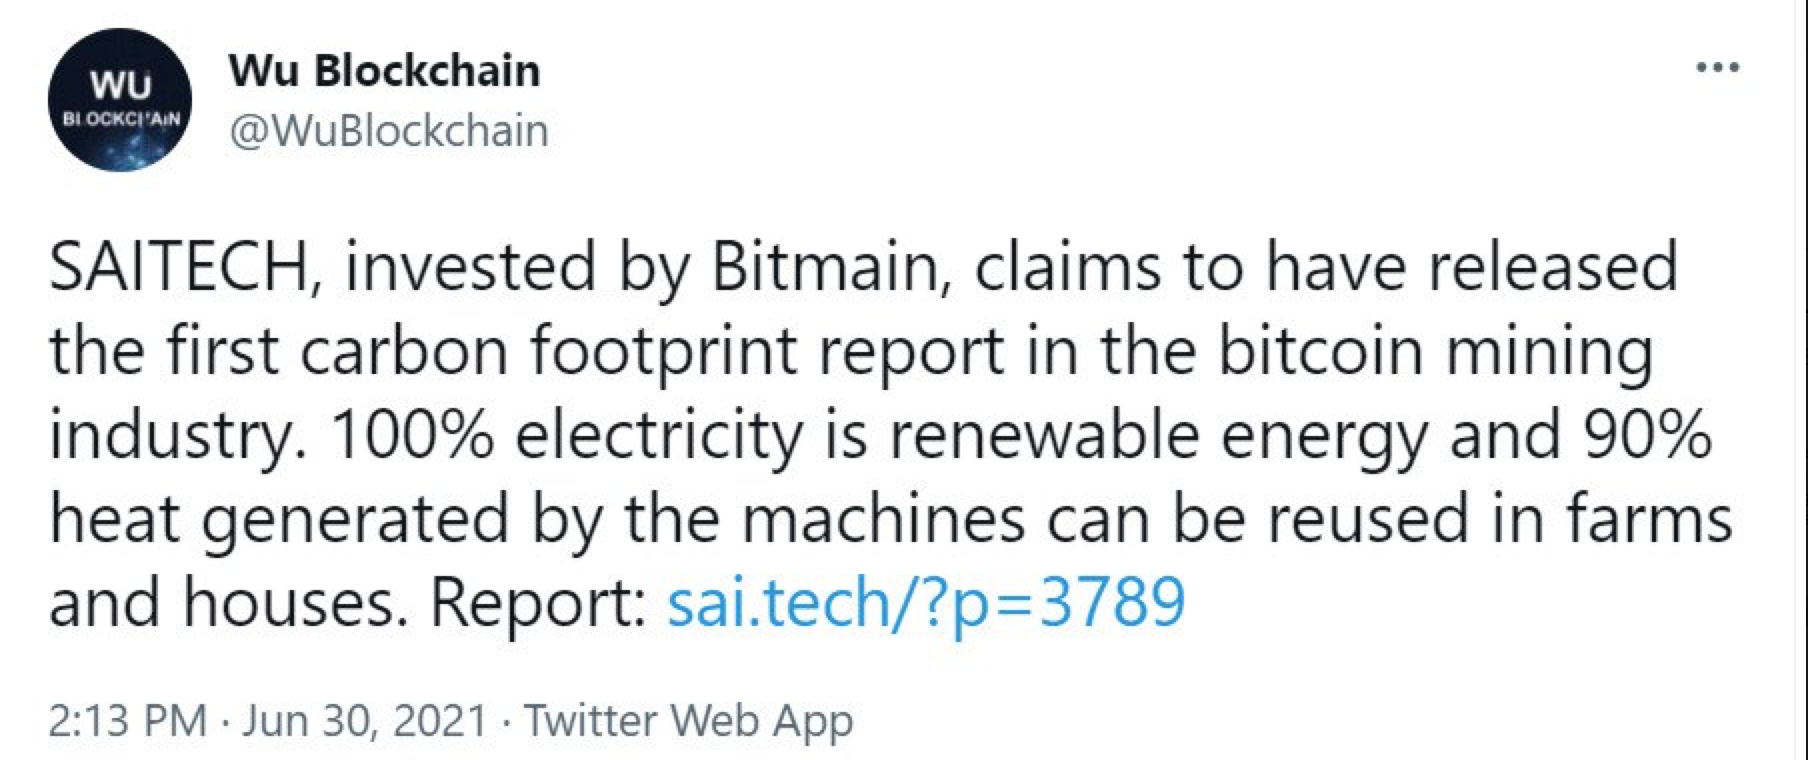 WU
BLOCKCHAIN
Wu Blockchain
@WuBlockchain
SAITECH, invested by Bitmain, claims to have released
the first carbon footprint report in the bitcoin mining
industry. 100% electricity is renewable energy and 90%
heat generated by the machines can be reused in farms
and houses. Report: sai.tech/?p=3789
2:13 PM · Jun 30, 2021 · Twitter Web App